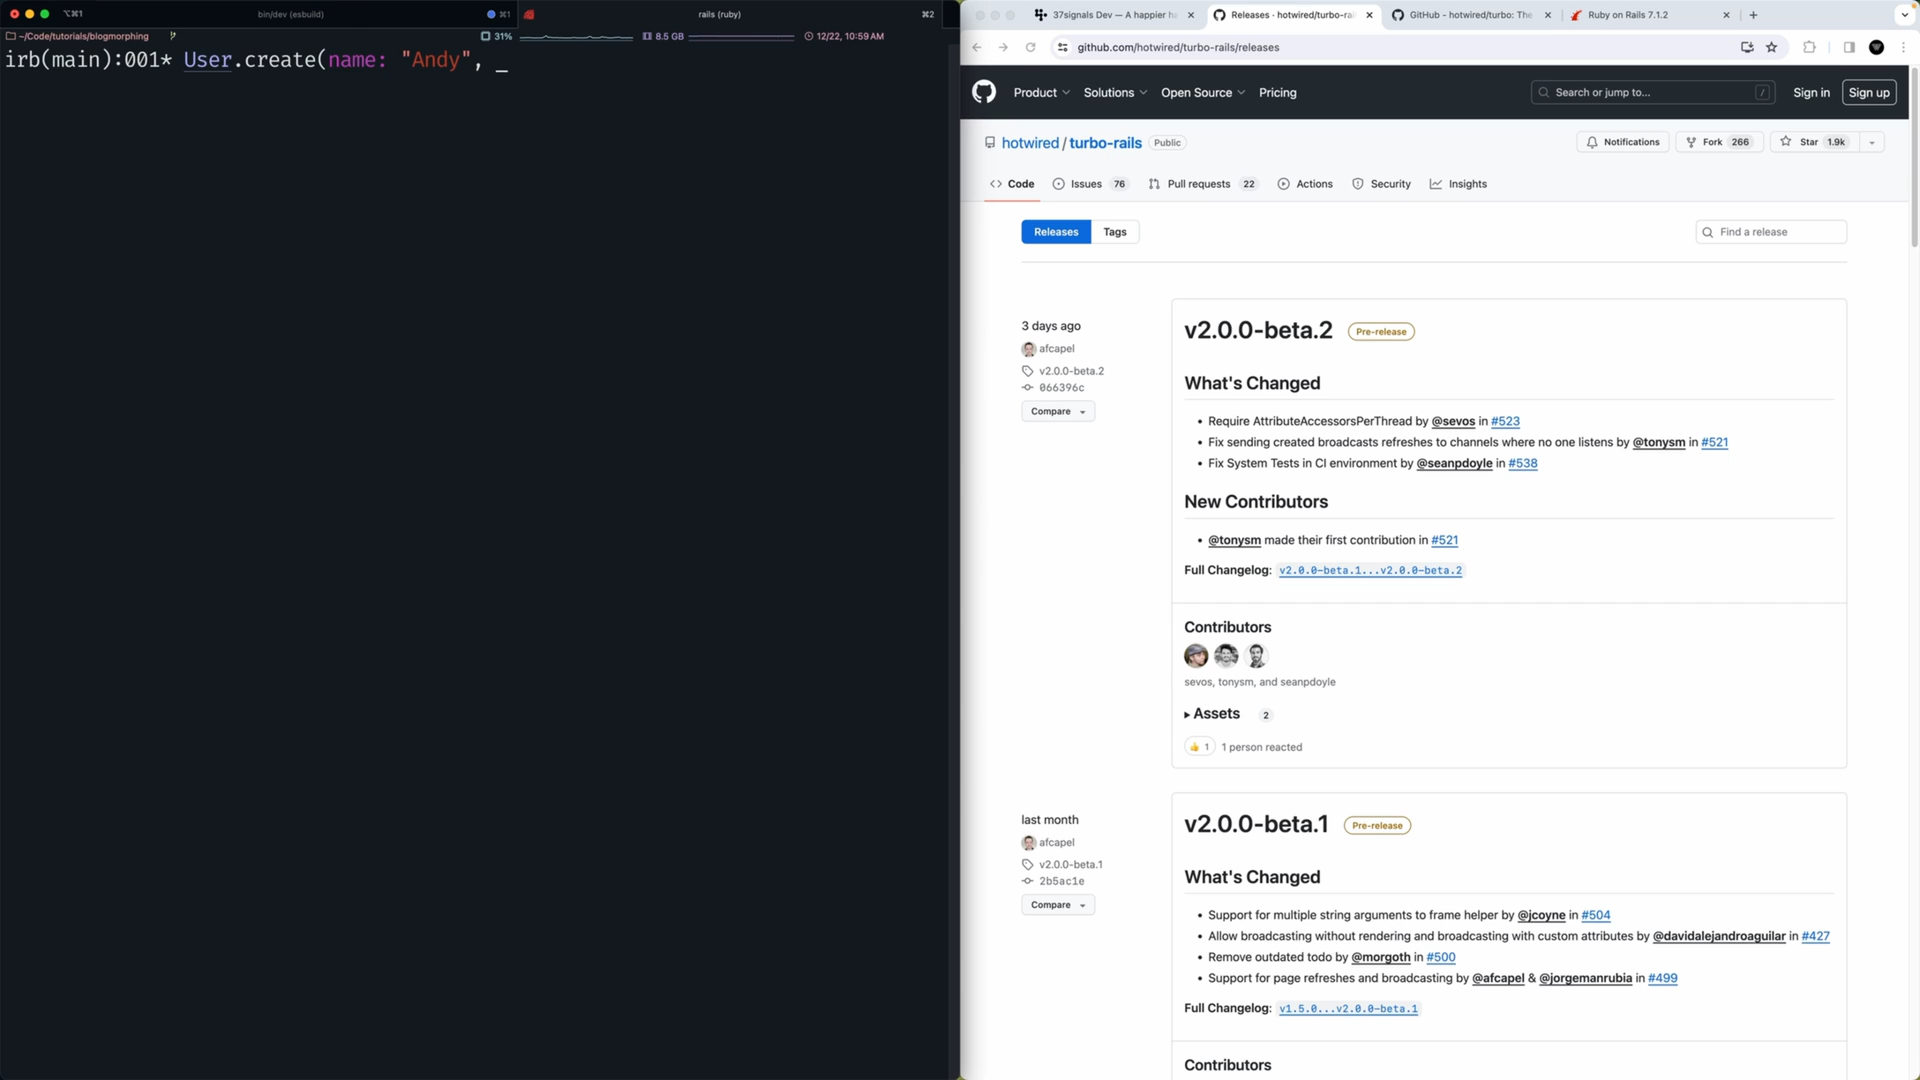 ⌥⌘1
bin/dev (esbuild)
⌘1
rails (ruby)
⌘2
~/Code/tutorials/blogmorphing
31%
8.5 GB
12/22, 10:59 AM
irb(main):001* User.create(name: "Andy", _
37signals Dev — A happier ha
Releases · hotwired/turbo-rai
GitHub - hotwired/turbo: The
Ruby on Rails 7.1.2
github.com/hotwired/turbo-rails/releases
Product
Solutions
Open Source
Pricing
Search or jump to...
/
Sign in
Sign up
hotwired / turbo-rails
Public
Notifications
Fork 266
Star 1.9k
Code
Issues 76
Pull requests 22
Actions
Security
Insights
Releases
Tags
Find a release
3 days ago
afcapel
v2.0.0-beta.2
066396c
Compare
v2.0.0-beta.2
Pre-release
What's Changed
• Require AttributeAccessorsPerThread by @sevos in #523
• Fix sending created broadcasts refreshes to channels where no one listens by @tonysm in #521
• Fix System Tests in CI environment by @seanpdoyle in #538
New Contributors
• @tonysm made their first contribution in #521
Full Changelog: v2.0.0-beta.1...v2.0.0-beta.2
Contributors
sevos, tonysm, and seanpdoyle
Assets 2
👍 1
1 person reacted
last month
afcapel
v2.0.0-beta.1
2b5ac1e
Compare
v2.0.0-beta.1
Pre-release
What's Changed
• Support for multiple string arguments to frame helper by @jcoyne in #504
• Allow broadcasting without rendering and broadcasting with custom attributes by @davidalejandroaguilar in #427
• Remove outdated todo by @morgoth in #500
• Support for page refreshes and broadcasting by @afcapel & @jorgemanrubia in #499
Full Changelog: v1.5.0...v2.0.0-beta.1
Contributors